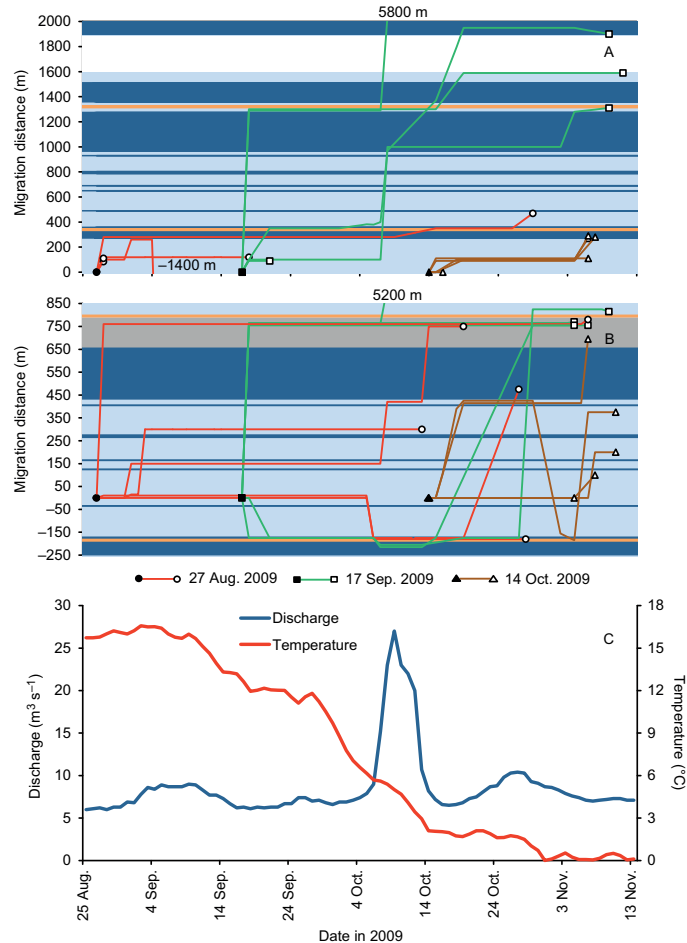 5800 m
2000
1800
1600
1400
1200
1000
800
600
400
200
0
Migration distance (m)
A
−1400 m
5200 m
850
750
650
550
450
350
250
150
50
−50
−150
−250
Migration distance (m)
B
27 Aug. 2009 17 Sep. 2009 14 Oct. 2009
30
25
20
15
10
5
0
Discharge (m³ s⁻¹)
Discharge
Temperature
C
18
15
12
9
6
3
0
Temperature (°C)
25 Aug. 4 Sep. 14 Sep. 24 Sep. 4 Oct. 14 Oct. 24 Oct. 3 Nov. 13 Nov.
Date in 2009